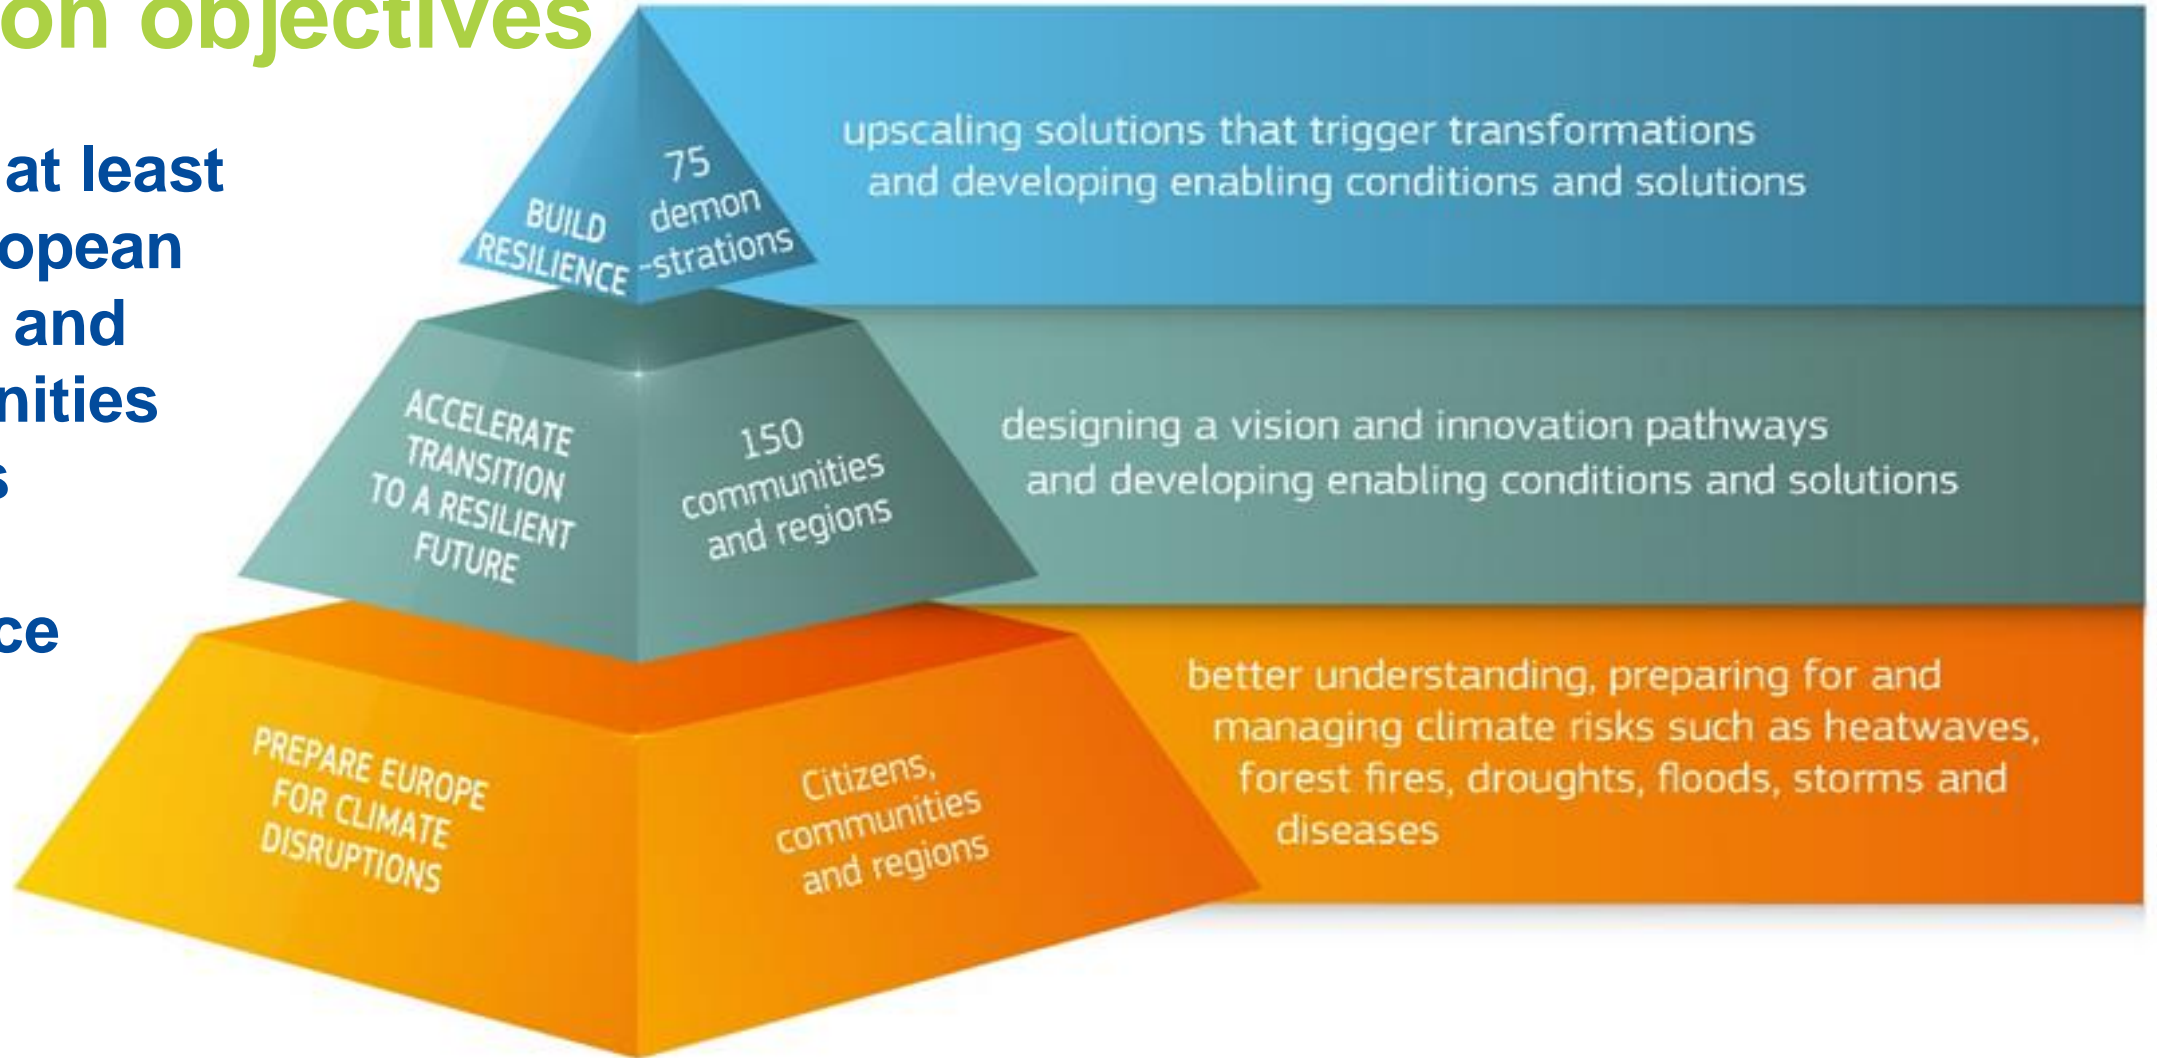 on objectives
at least
opean
and
nities
s
ce
BUILD
RESILIENCE
75
demon
-strations
upscaling solutions that trigger transformations
and developing enabling conditions and solutions
ACCELERATE
TRANSITION
TO A RESILIENT
FUTURE
150
communities
and regions
designing a vision and innovation pathways
and developing enabling conditions and solutions
PREPARE EUROPE
FOR CLIMATE
DISRUPTIONS
Citizens,
communities
and regions
better understanding, preparing for and
managing climate risks such as heatwaves,
forest fires, droughts, floods, storms and
diseases